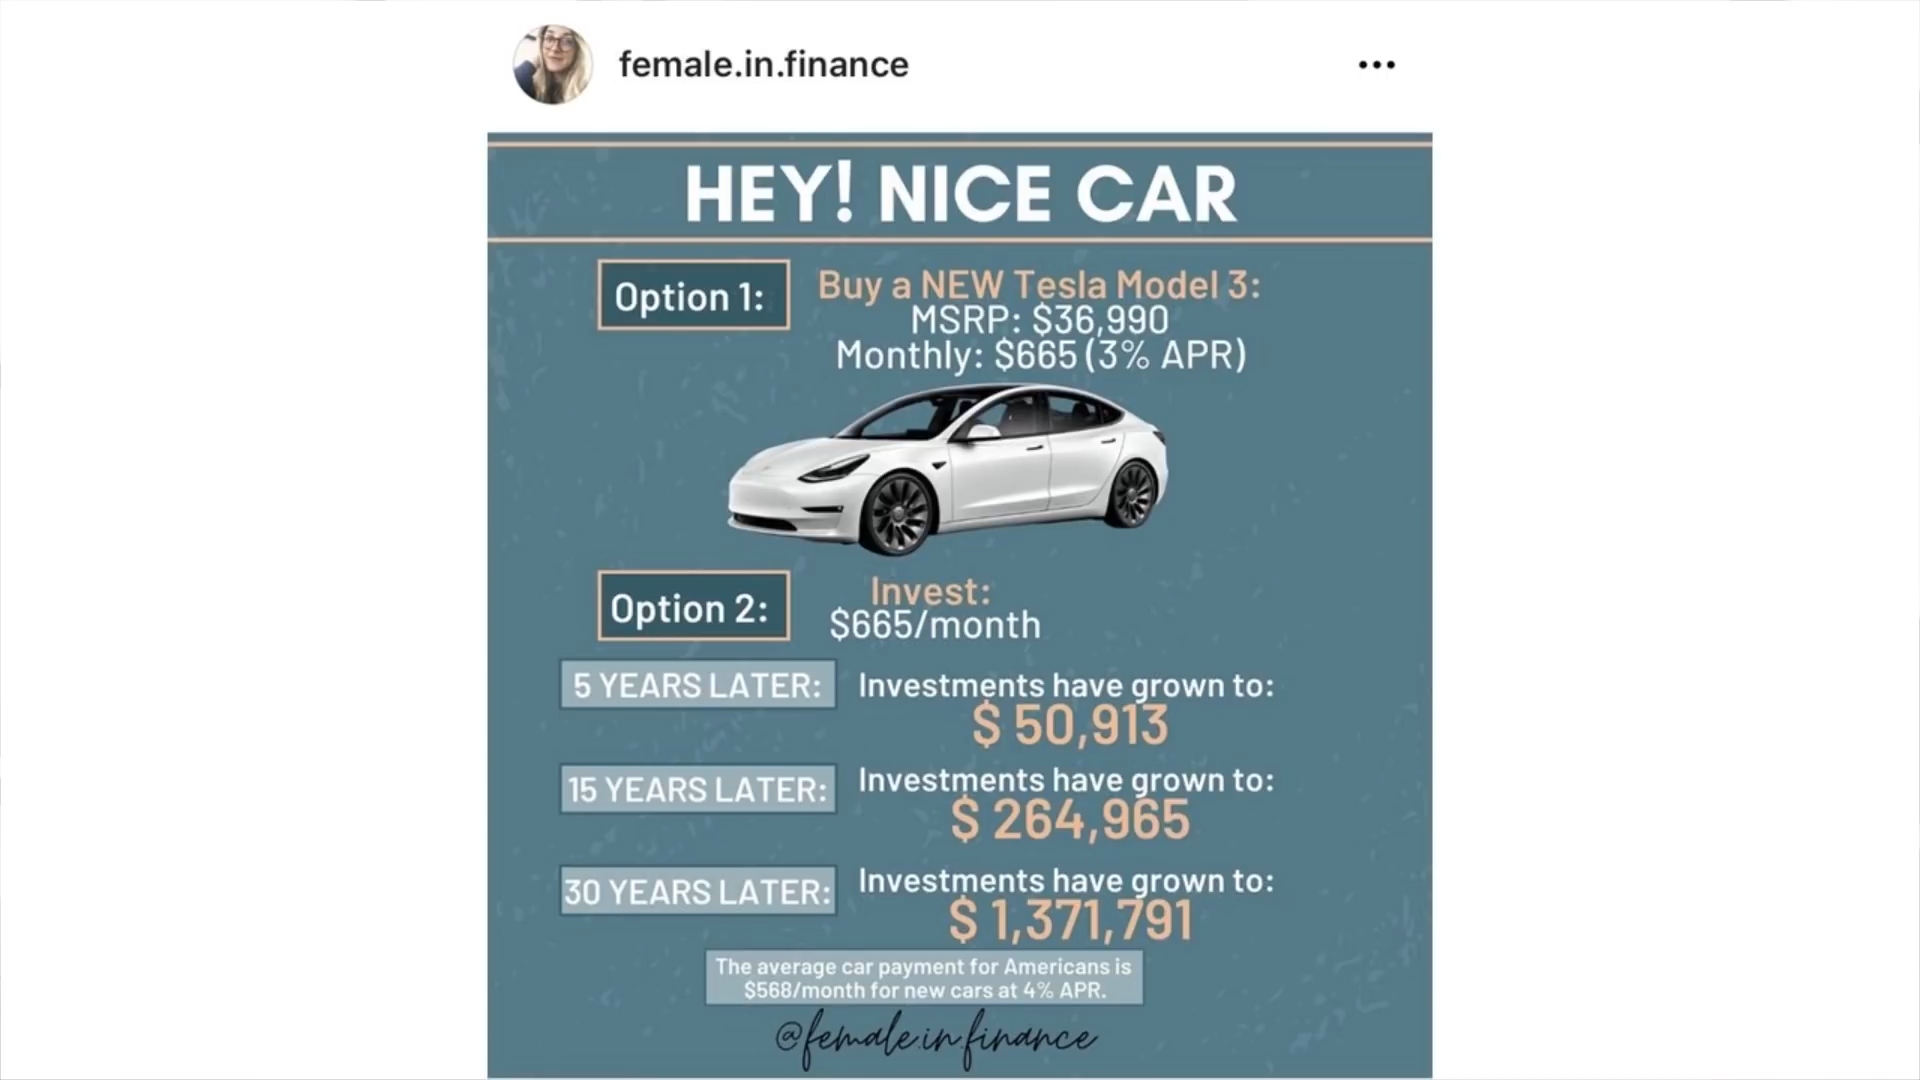 female.in.finance
HEY! NICE CAR
Option 1:
Buy a NEW Tesla Model 3:
MSRP: $36,990
Monthly: $665 (3% APR)
Option 2:
Invest:
$665/month
5 YEARS LATER:
Investments have grown to:
$ 50,913
15 YEARS LATER:
Investments have grown to:
$ 264,965
30 YEARS LATER:
Investments have grown to:
$ 1,371,791
The average car payment for Americans is
$568/month for new cars at 4% APR.
@female.in.finance